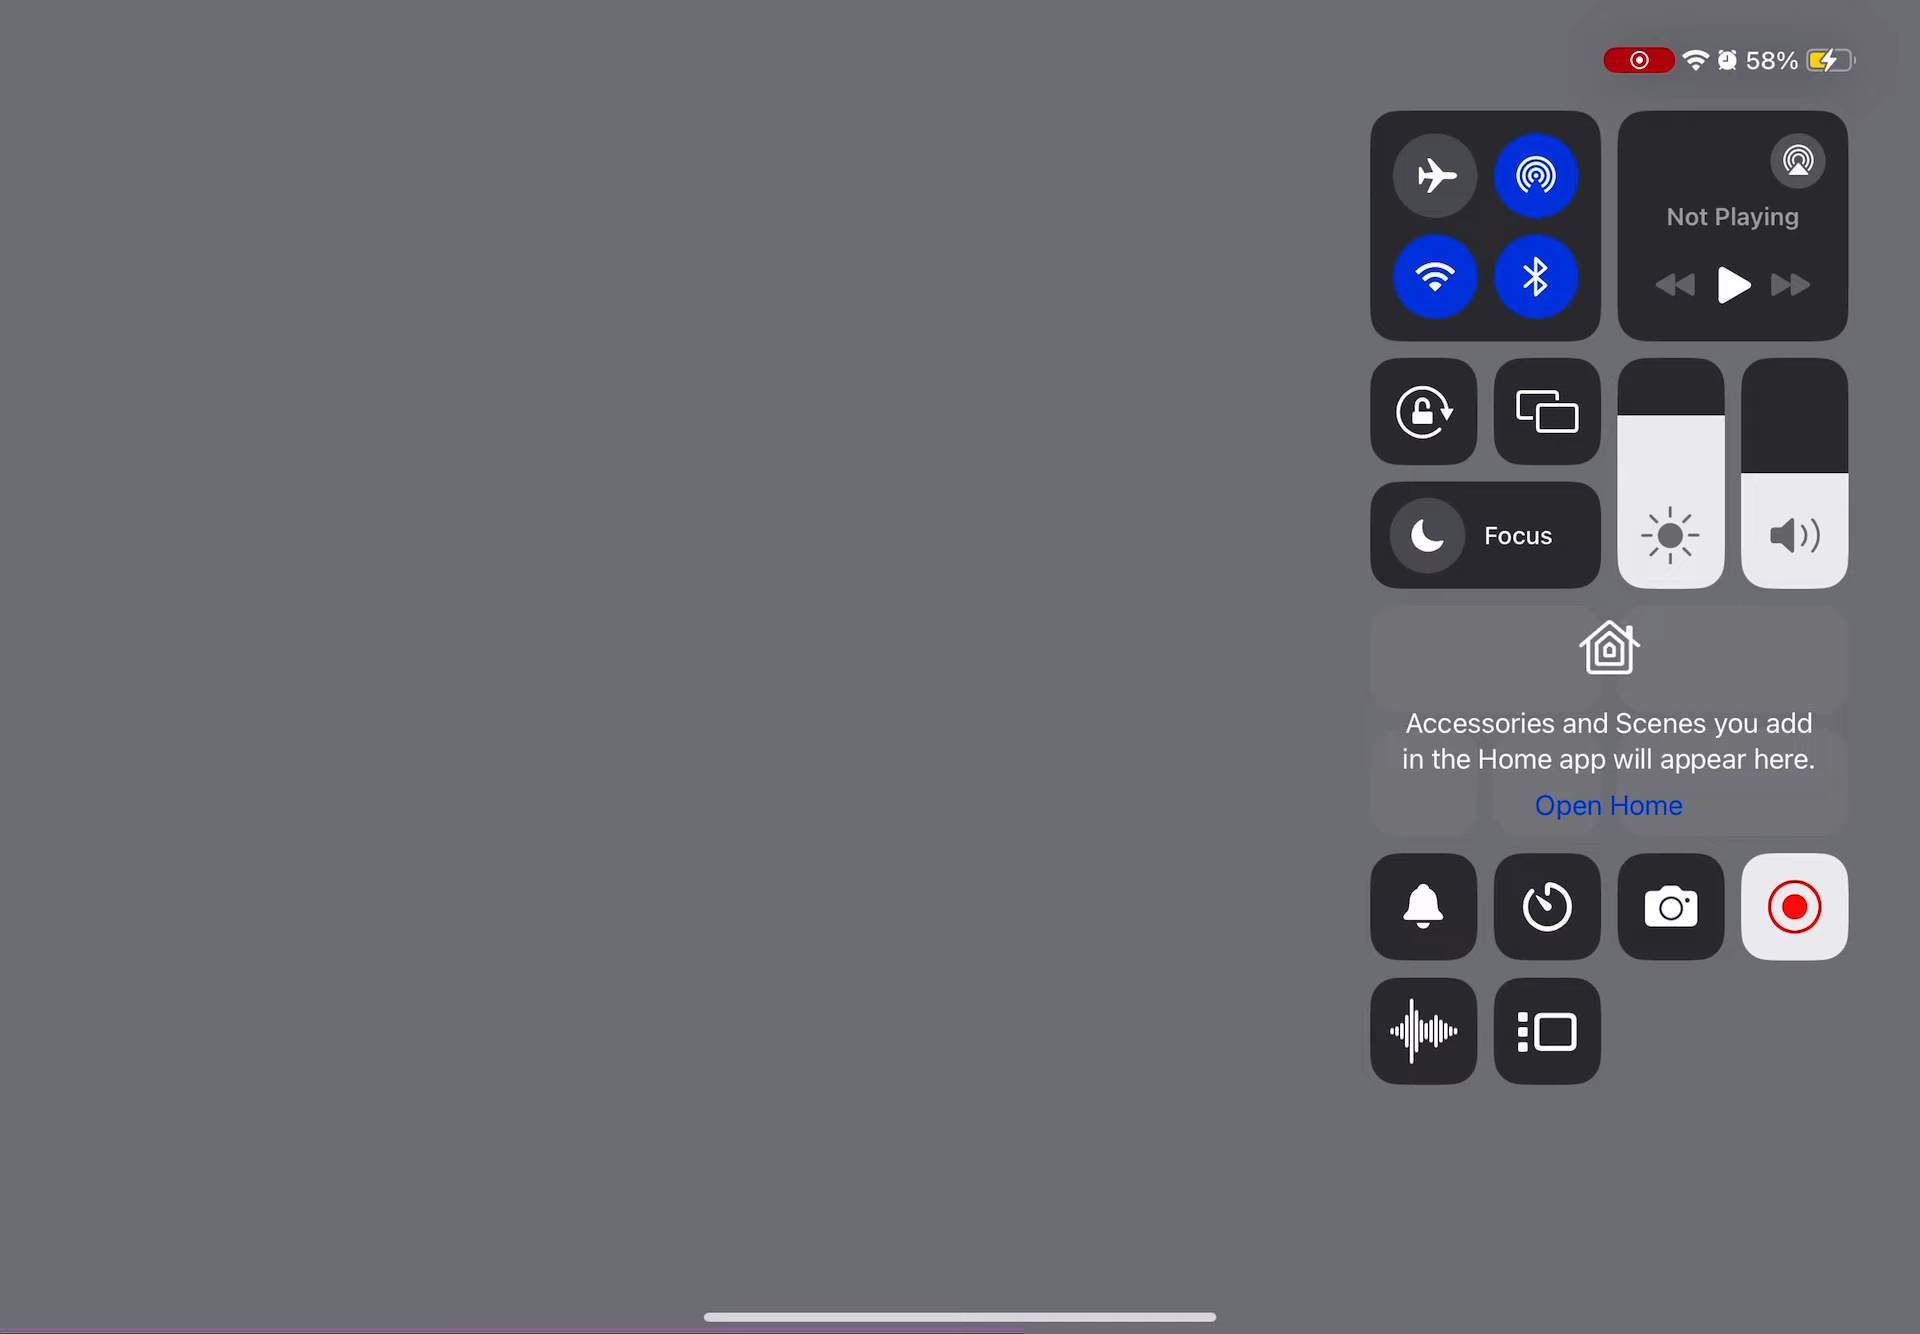 58%
Not Playing
Focus
Accessories and Scenes you add
in the Home app will appear here.
Open Home